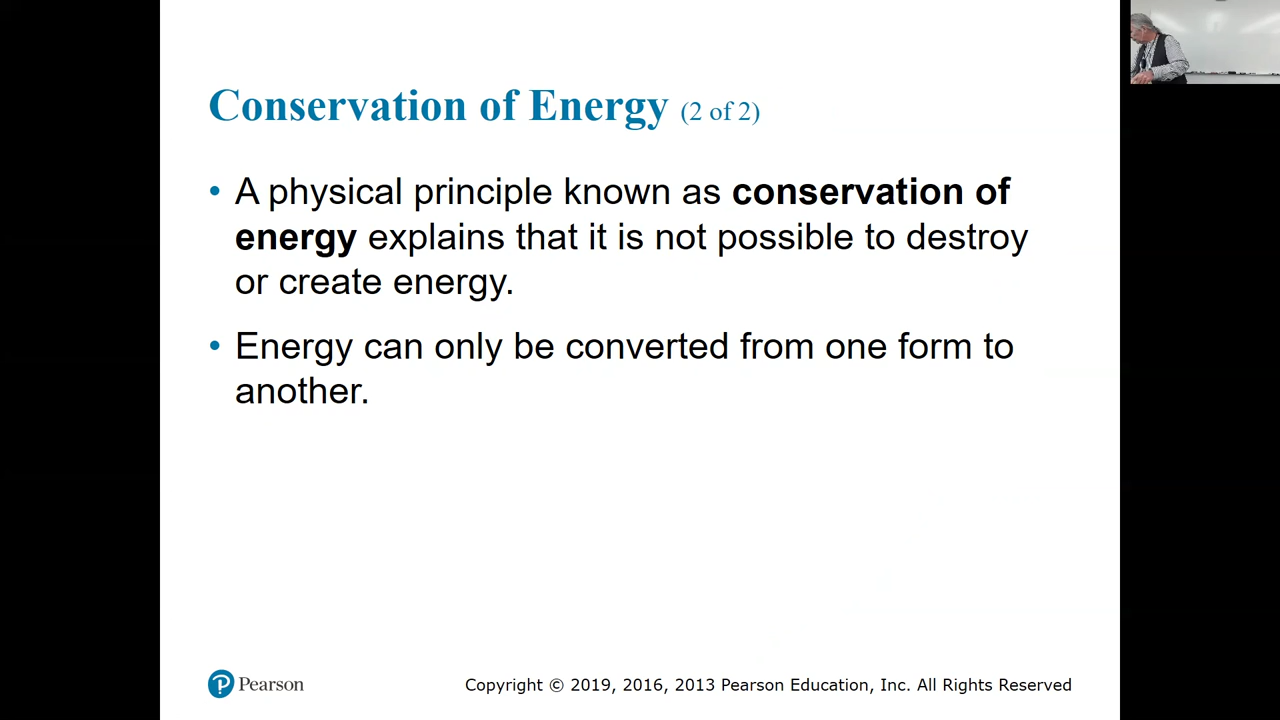 Conservation of Energy (2 of 2)
• A physical principle known as conservation of
energy explains that it is not possible to destroy
or create energy.
• Energy can only be converted from one form to
another.
Pearson
Copyright © 2019, 2016, 2013 Pearson Education, Inc. All Rights Reserved